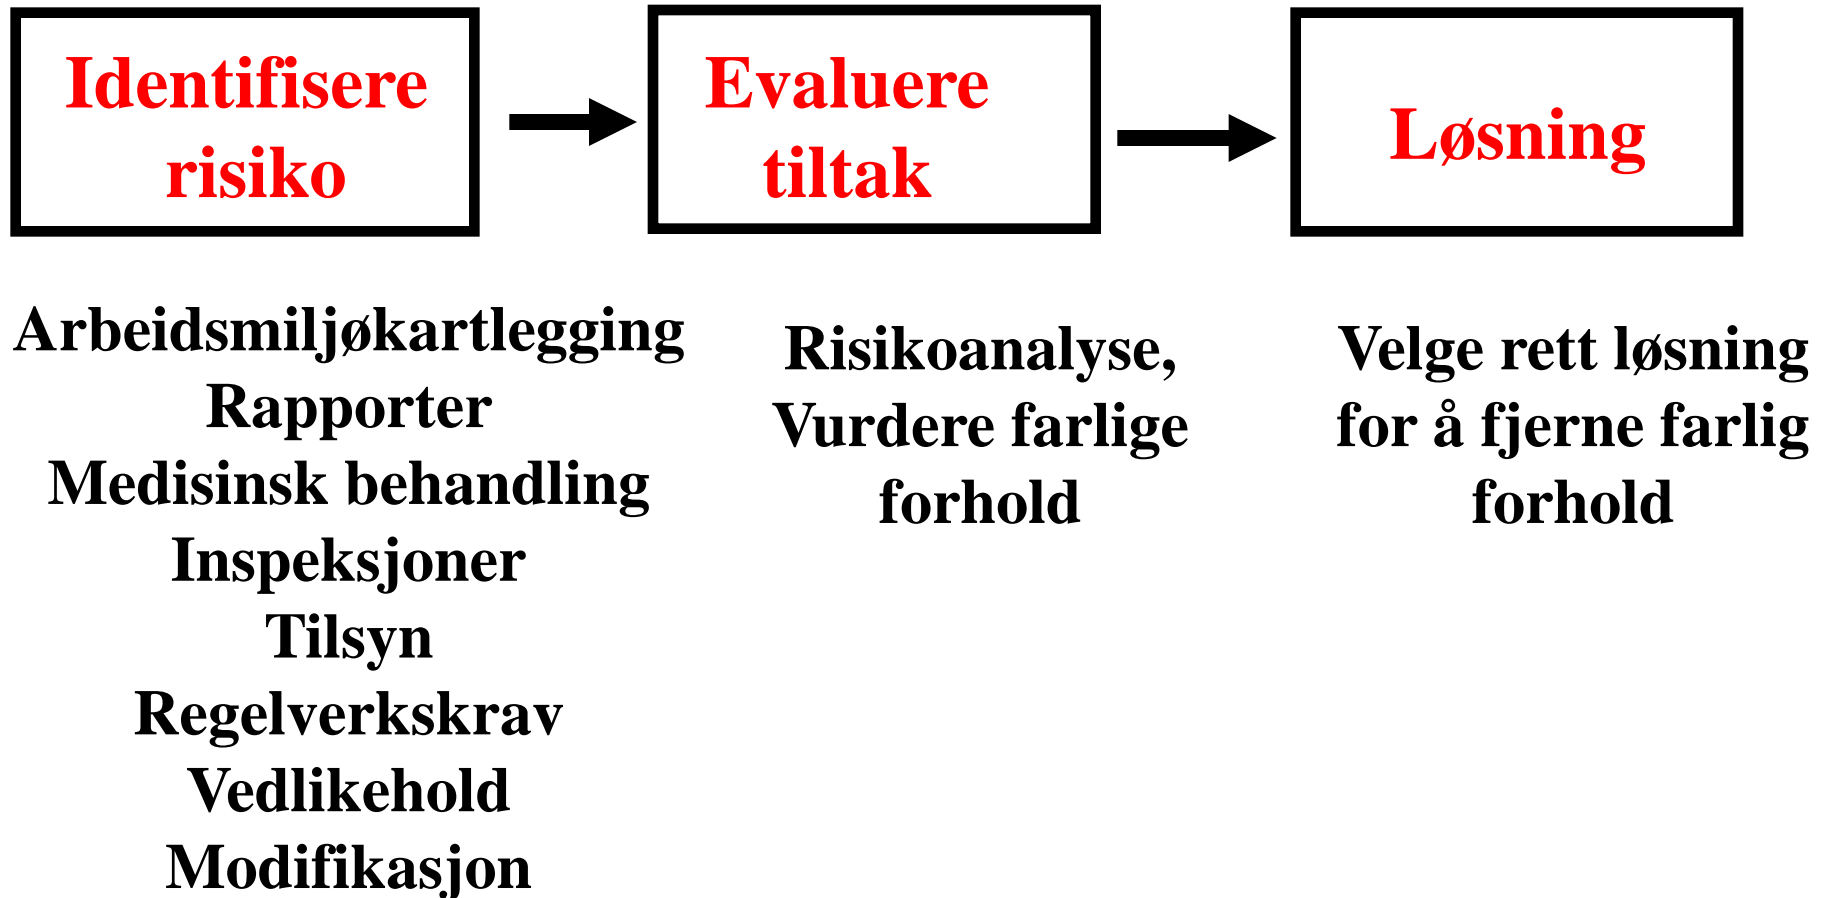 Identifisere
risiko
Evaluere
tiltak
Løsning
Arbeidsmiljøkartlegging
Rapporter
Medisinsk behandling
Inspeksjoner
Tilsyn
Regelverkskrav
Vedlikehold
Modifikasjon
Risikoanalyse,
Vurdere farlige
forhold
Velge rett løsning
for å fjerne farlig
forhold